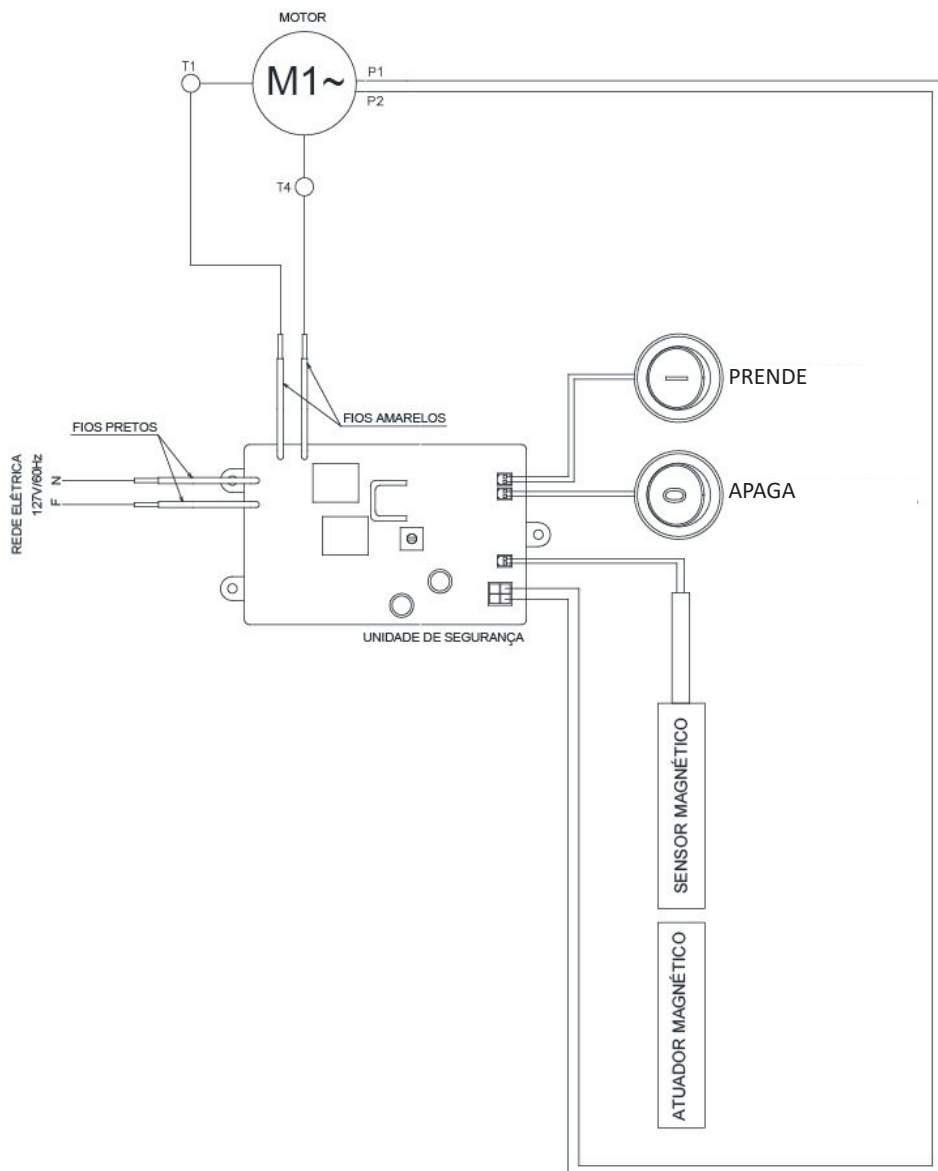 MOTOR
T1
M1~
P1
P2
T4
PRENDE
FIOS AMARELOS
FIOS PRETOS
APAGA
REDE ELÉTRICA
127V/60Hz
N
F
UNIDADE DE SEGURANÇA
SENSOR MAGNÉTICO
ATUADOR MAGNÉTICO